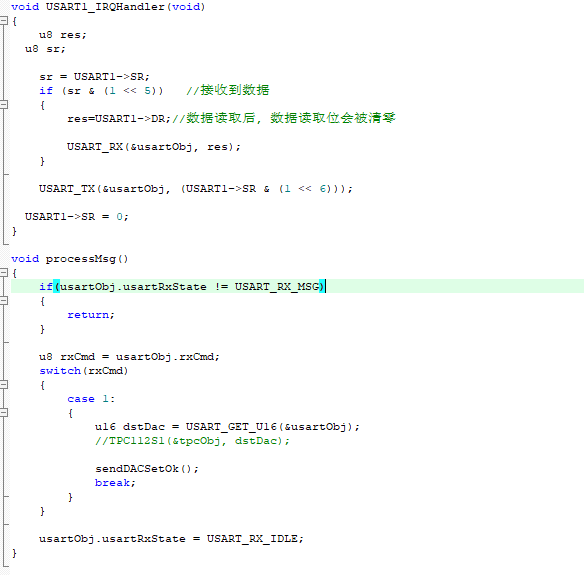 void USART1_IRQHandler(void)
{
    u8 res;
  u8 sr;

    sr = USART1->SR;
    if (sr & (1 << 5))   //接收到数据
    {
        res=USART1->DR;//数据读取后，数据读取位会被清零

        USART_RX(&usartObj, res);
    }

    USART_TX(&usartObj, (USART1->SR & (1 << 6)));

  USART1->SR = 0;
}

void processMsg()
{
    if(usartObj.usartRxState != USART_RX_MSG)
    {
        return;
    }

    u8 rxCmd = usartObj.rxCmd;
    switch(rxCmd)
    {
        case 1:
        {
            u16 dstDac = USART_GET_U16(&usartObj);
            //TPC112S1(&tpcObj, dstDac);

            sendDACSetOk();
            break;
        }
    }

    usartObj.usartRxState = USART_RX_IDLE;
}